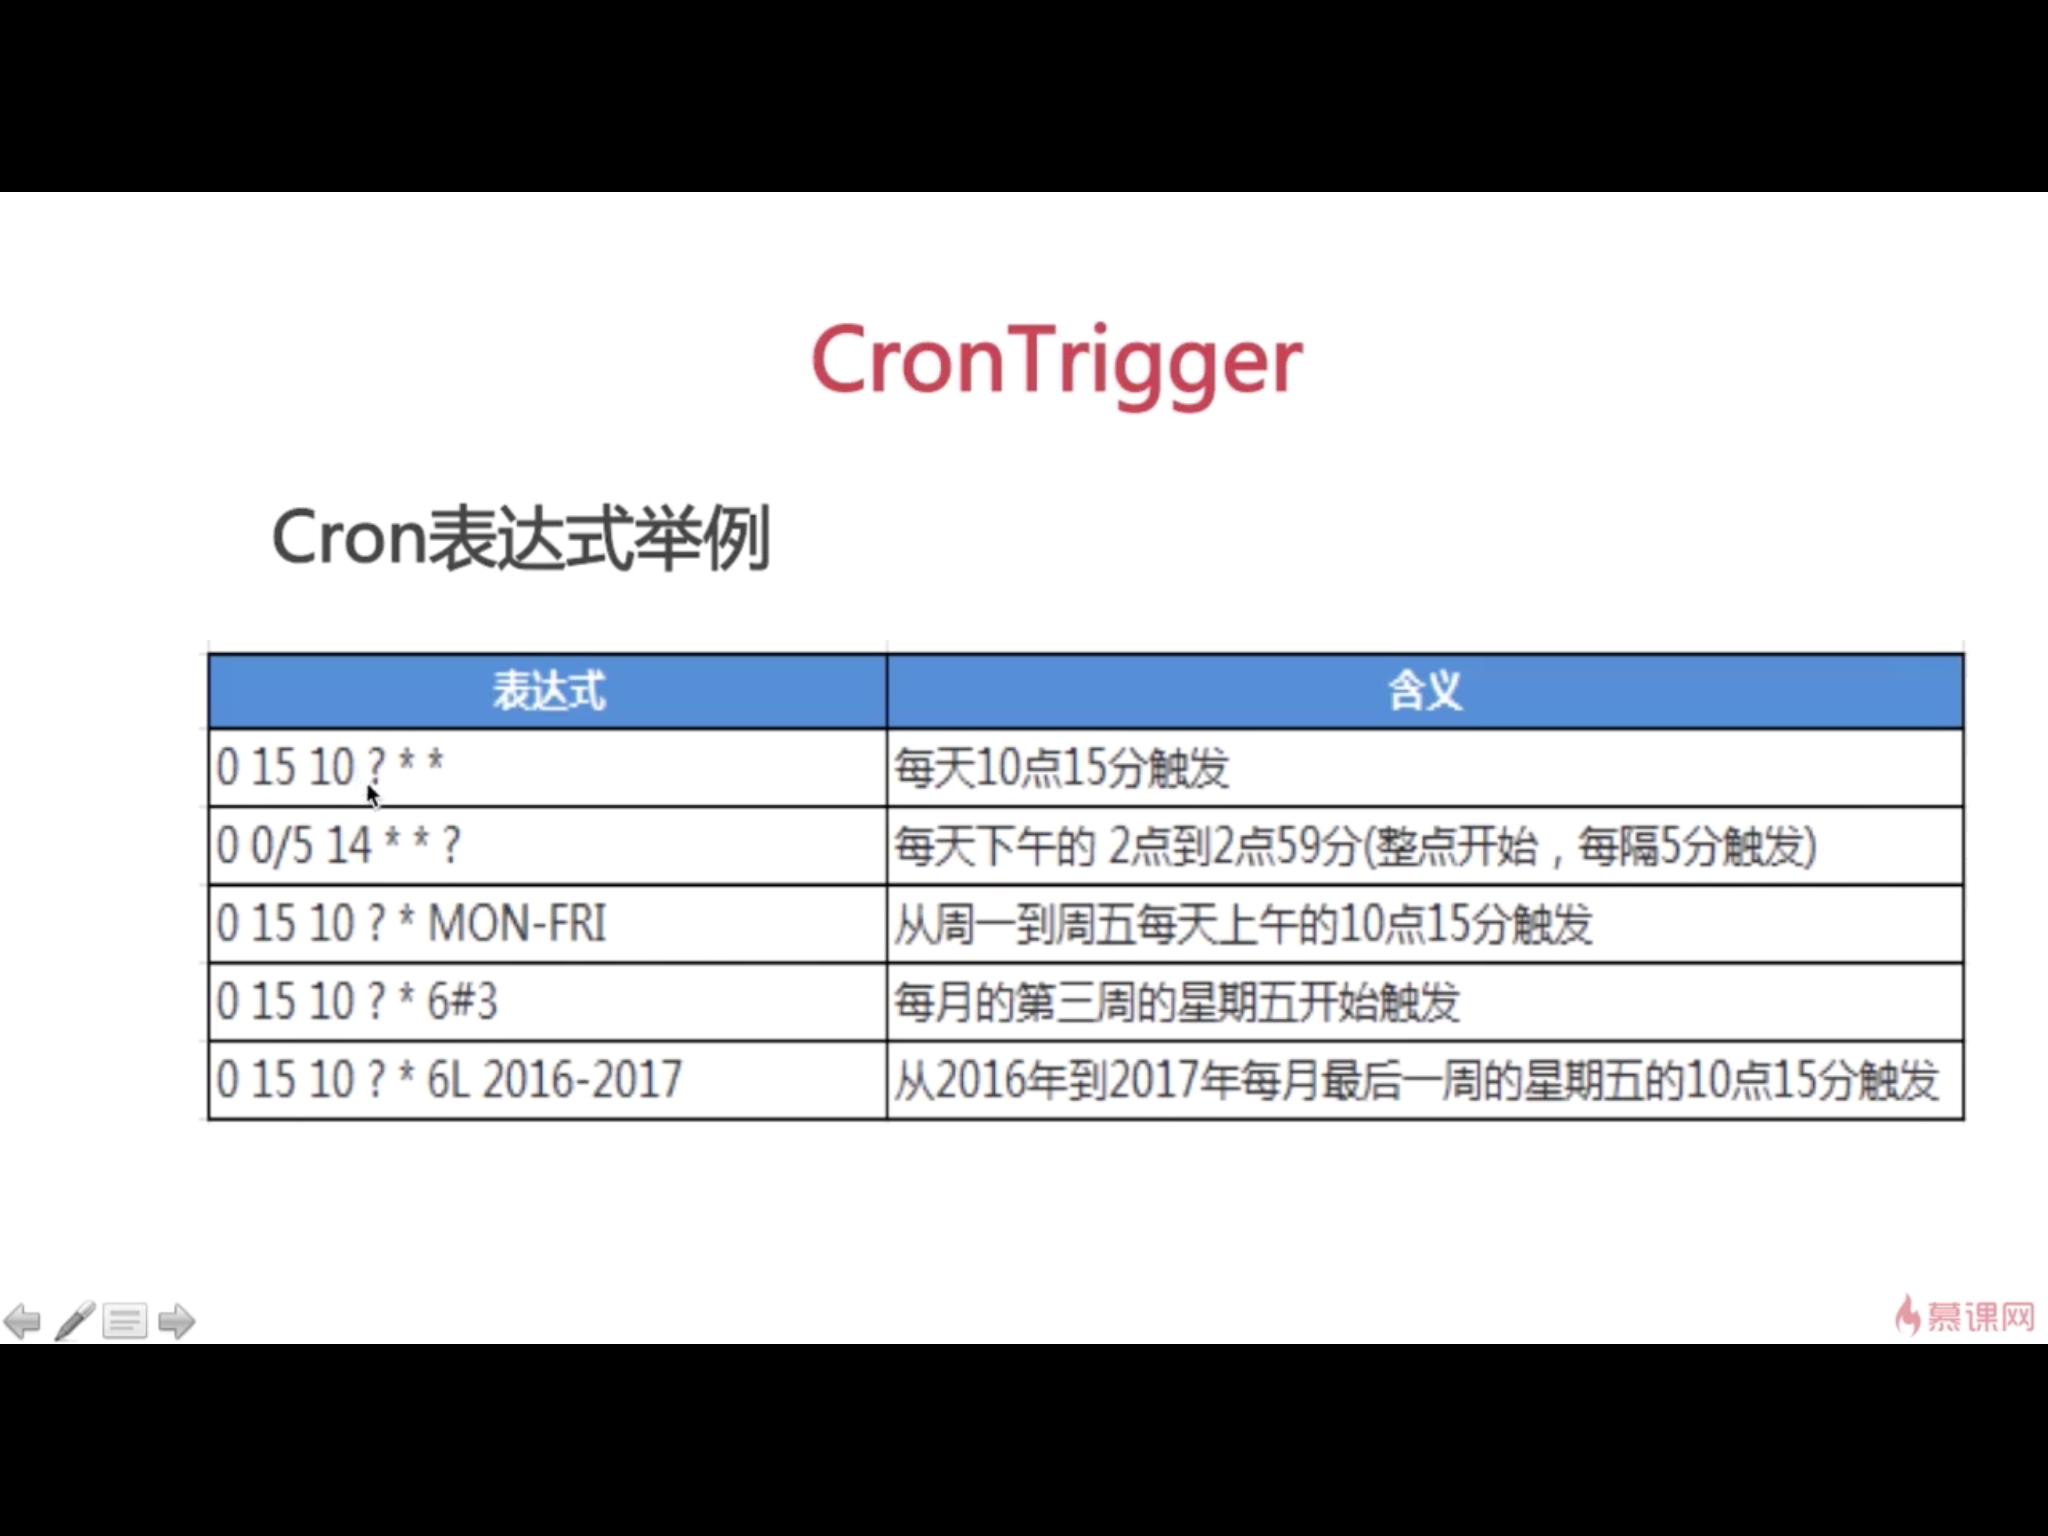 CronTrigger
Cron表达式举例
表达式 含义
0 15 10 ? * * 每天10点15分触发
0 0/5 14 * * ? 每天下午的 2点到2点59分(整点开始，每隔5分触发)
0 15 10 ? * MON-FRI 从周一到周五每天上午的10点15分触发
0 15 10 ? * 6#3 每月的第三周的星期五开始触发
0 15 10 ? * 6L 2016-2017 从2016年到2017年每月最后一周的星期五的10点15分触发
慕课网